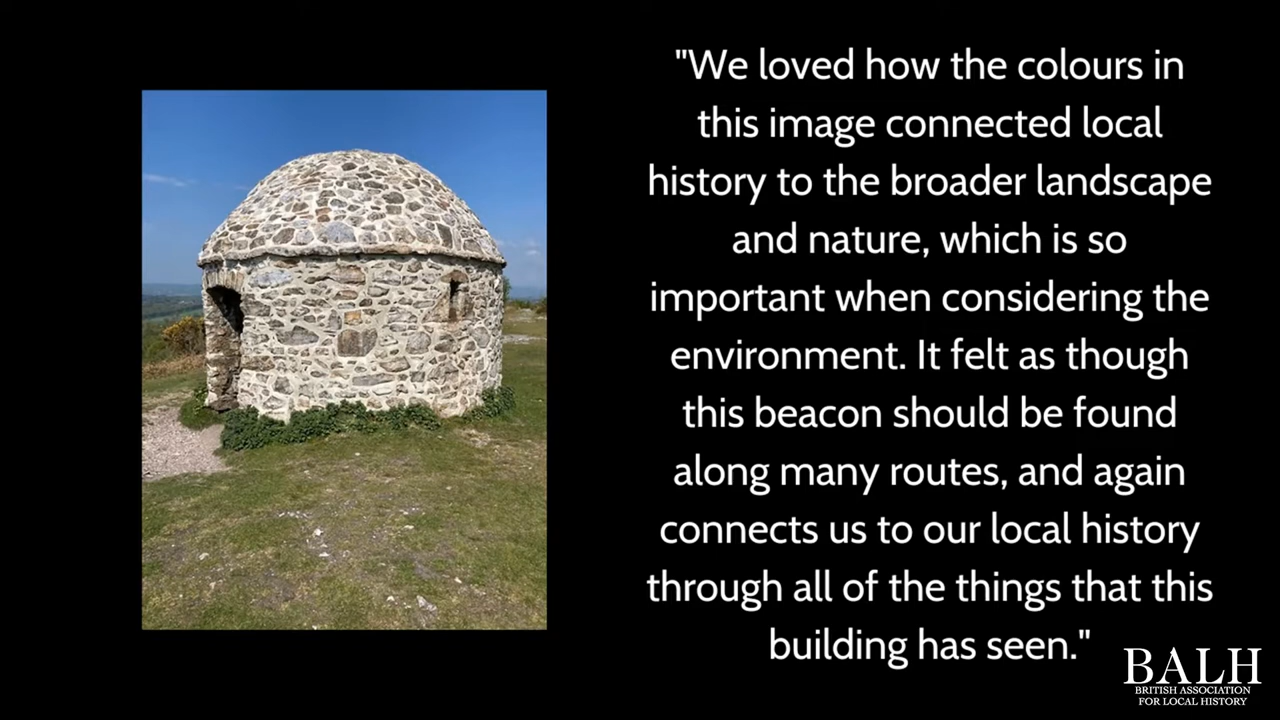 "We loved how the colours in
this image connected local
history to the broader landscape
and nature, which is so
important when considering the
environment. It felt as though
this beacon should be found
along many routes, and again
connects us to our local history
through all of the things that this
building has seen."
BALH
BRITISH ASSOCIATION
FOR LOCAL HISTORY